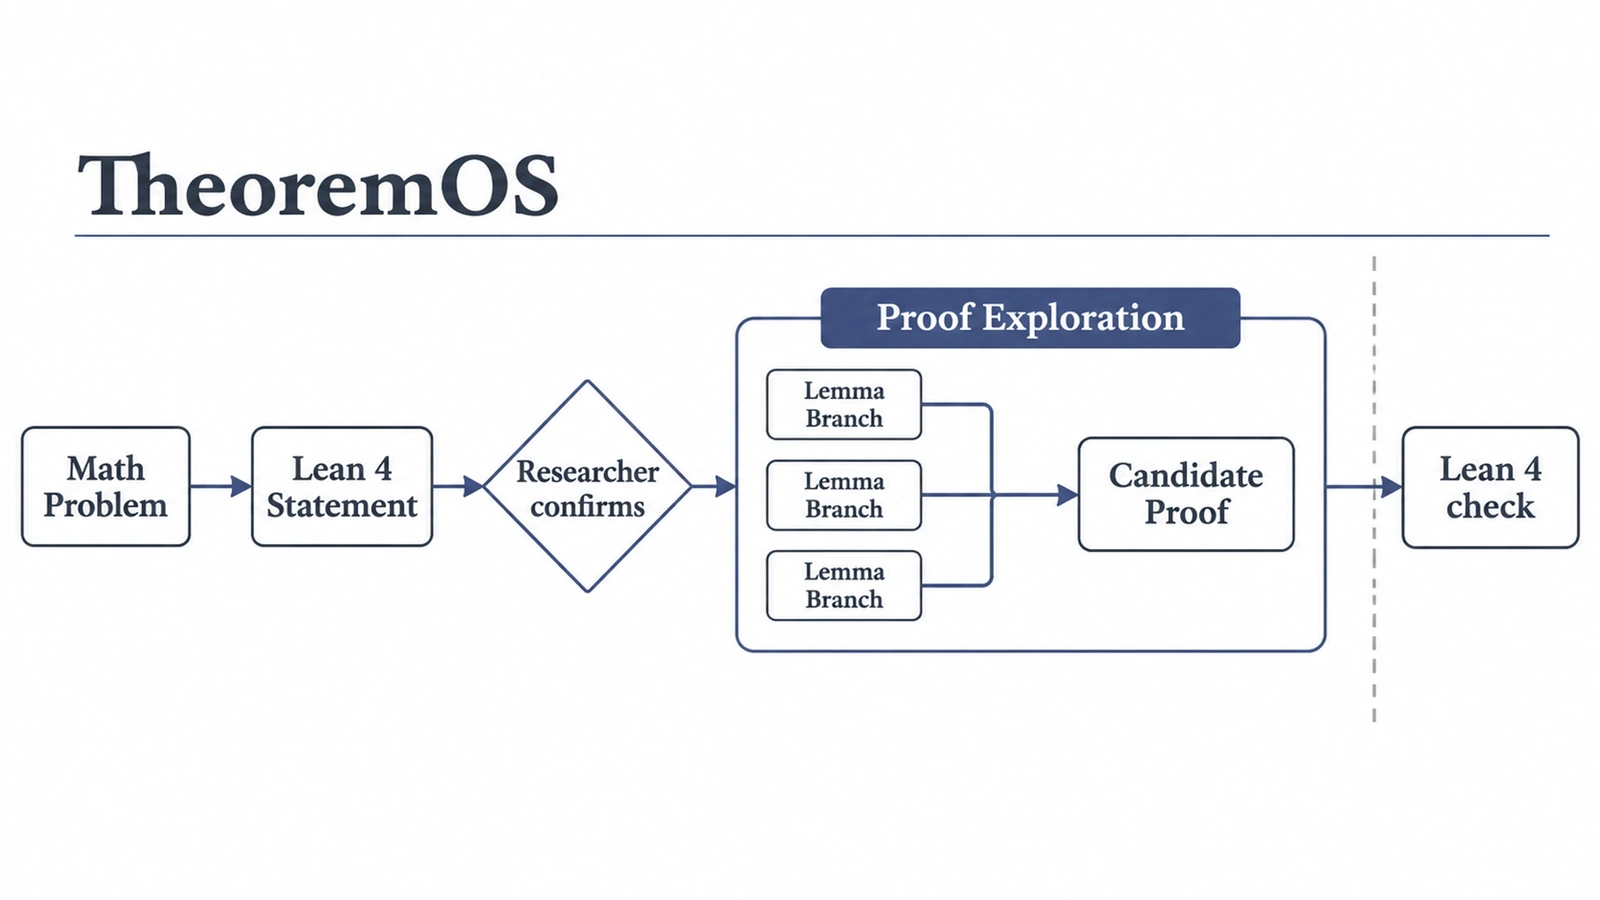 TheoremOS
Math
Problem
Lean 4
Statement
Researcher
confirms
Proof Exploration
Lemma
Branch
Lemma
Branch
Lemma
Branch
Candidate
Proof
Lean 4
check